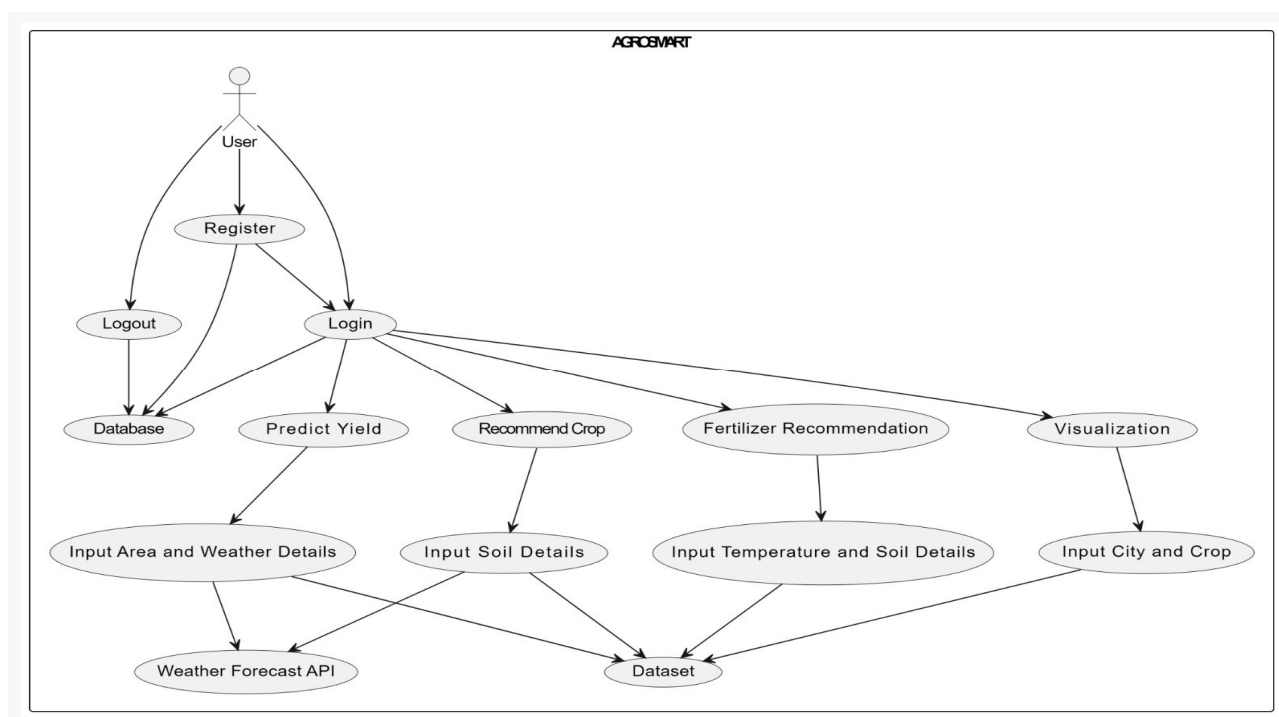 AGROSMART
User
Register
Logout
Login
Database
Predict Yield
Recommend Crop
Fertilizer Recommendation
Visualization
Input Area and Weather Details
Input Soil Details
Input Temperature and Soil Details
Input City and Crop
Weather Forecast API
Dataset